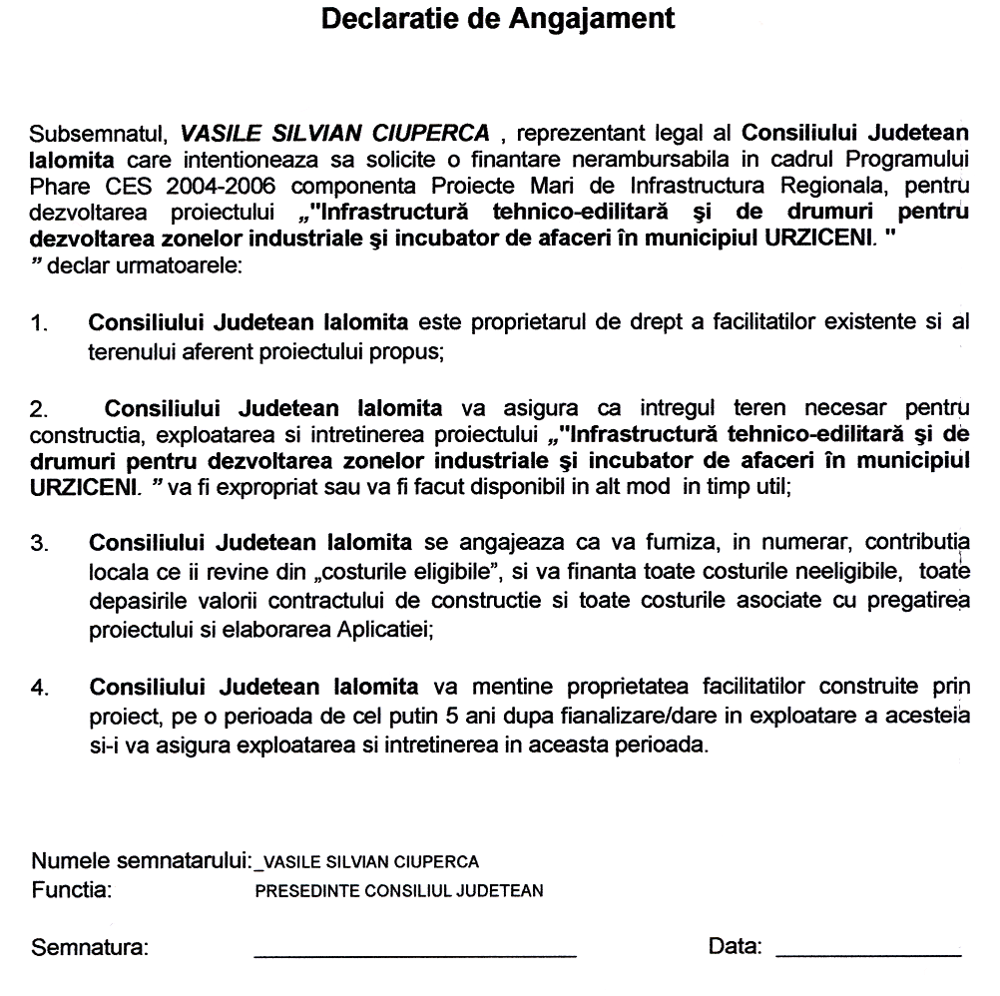 Declaratie de Angajament
Subsemnatul, VASILE SILVIAN CIUPERCA , reprezentant legal al Consiliului Judetean
Ialomita care intentioneaza sa solicite o finantare nerambursabila in cadrul Programului
Phare CES 2004-2006 componenta Proiecte Mari de Infrastructura Regionala, pentru
dezvoltarea proiectului „"Infrastructură tehnico-edilitară şi de drumuri pentru
dezvoltarea zonelor industriale şi incubator de afaceri în municipiul URZICENI. "
” declar urmatoarele:
1. Consiliului Judetean Ialomita este proprietarul de drept a facilitatilor existente si al
terenului aferent proiectului propus;
2. Consiliului Judetean Ialomita va asigura ca intregul teren necesar pentru
constructia, exploatarea si intretinerea proiectului „"Infrastructură tehnico-edilitară şi de
drumuri pentru dezvoltarea zonelor industriale şi incubator de afaceri în municipiul
URZICENI. ” va fi expropriat sau va fi facut disponibil in alt mod in timp util;
3. Consiliului Judetean Ialomita se angajeaza ca va furniza, in numerar, contributia
locala ce ii revine din „costurile eligibile”, si va finanta toate costurile neeligibile, toate
depasirile valorii contractului de constructie si toate costurile asociate cu pregatirea
proiectului si elaborarea Aplicatiei;
4. Consiliului Judetean Ialomita va mentine proprietatea facilitatilor construite prin
proiect, pe o perioada de cel putin 5 ani dupa fianalizare/dare in exploatare a acesteia
si-i va asigura exploatarea si intretinerea in aceasta perioada.
Numele semnatarului:_VASILE SILVIAN CIUPERCA
Functia: PRESEDINTE CONSILIUL JUDETEAN
Semnatura: ____________________ Data: ____________